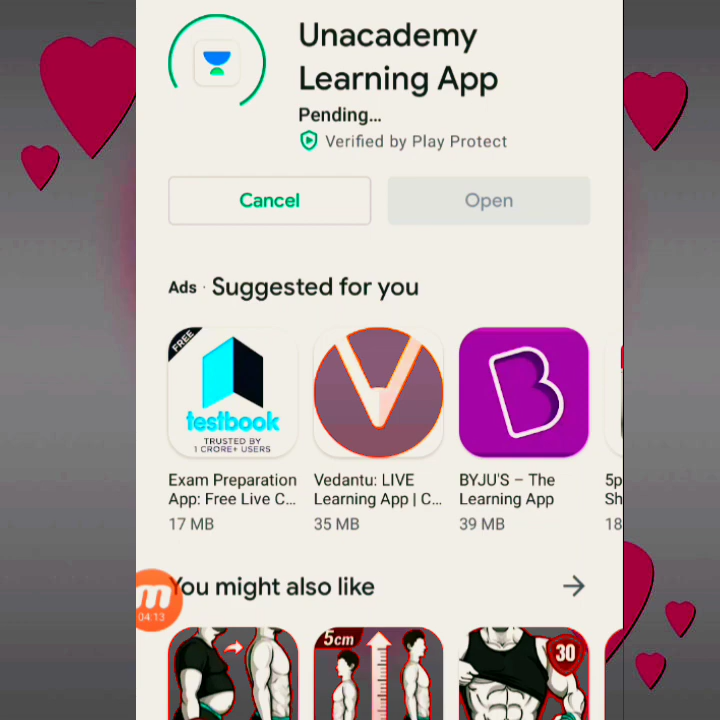 Unacademy
Learning App
Pending...
Verified by Play Protect
Cancel
Open
Ads · Suggested for you
FREE
testbook
TRUSTED BY
1 CRORE+ USERS
Exam Preparation
App: Free Live C...
17 MB
Vedantu: LIVE
Learning App | C...
35 MB
BYJU'S – The
Learning App
39 MB
5p
Sh
18
You might also like
04:13
5cm
30